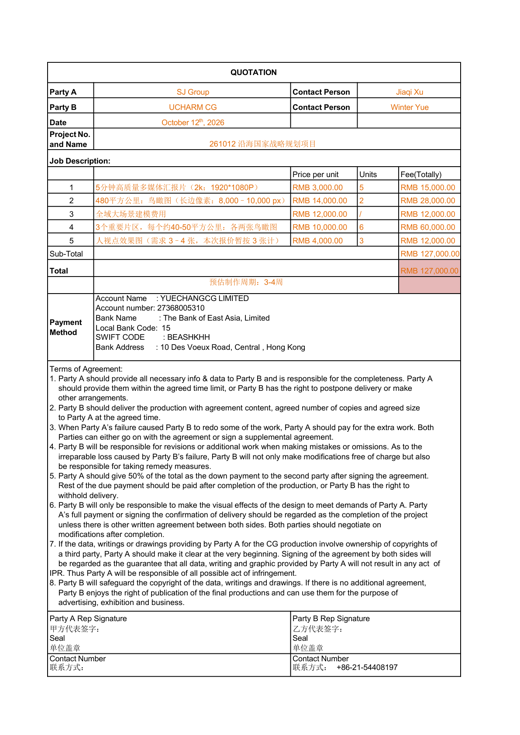 QUOTATION
Party A SJ Group Contact Person Jiaqi Xu
Party B UCHARM CG Contact Person Winter Yue
Date October 12th, 2026
Project No. and Name 261012 沿海国家战略规划项目
Job Description:
Price per unit Units Fee(Totally)
1 5分钟高质量多媒体汇报片（2k：1920*1080P） RMB 3,000.00 5 RMB 15,000.00
2 480平方公里：鸟瞰图（长边像素：8,000 - 10,000 px） RMB 14,000.00 2 RMB 28,000.00
3 全域大场景建模费用 RMB 12,000.00 / RMB 12,000.00
4 3个重要片区，每个约40-50平方公里：各两张鸟瞰图 RMB 10,000.00 6 RMB 60,000.00
5 人视点效果图（需求 3 - 4 张，本次报价暂按 3 张计） RMB 4,000.00 3 RMB 12,000.00
Sub-Total RMB 127,000.00
Total RMB 127,000.00
预估制作周期：3-4周
Payment Method
Account Name : YUECHANGCG LIMITED
Account number: 27368005310
Bank Name : The Bank of East Asia, Limited
Local Bank Code: 15
SWIFT CODE : BEASHKHH
Bank Address : 10 Des Voeux Road, Central , Hong Kong
Terms of Agreement:
1. Party A should provide all necessary info & data to Party B and is responsible for the completeness. Party A
should provide them within the agreed time limit, or Party B has the right to postpone delivery or make
other arrangements.
2. Party B should deliver the production with agreement content, agreed number of copies and agreed size
to Party A at the agreed time.
3. When Party A's failure caused Party B to redo some of the work, Party A should pay for the extra work. Both
Parties can either go on with the agreement or sign a supplemental agreement.
4. Party B will be responsible for revisions or additional work when making mistakes or omissions. As to the
irreparable loss caused by Party B's failure, Party B will not only make modifications free of charge but also
be responsible for taking remedy measures.
5. Party A should give 50% of the total as the down payment to the second party after signing the agreement.
Rest of the due payment should be paid after completion of the production, or Party B has the right to
withhold delivery.
6. Party B will only be responsible to make the visual effects of the design to meet demands of Party A. Party
A's full payment or signing the confirmation of delivery should be regarded as the completion of the project
unless there is other written agreement between both sides. Both parties should negotiate on
modifications after completion.
7. If the data, writings or drawings providing by Party A for the CG production involve ownership of copyrights of
a third party, Party A should make it clear at the very beginning. Signing of the agreement by both sides will
be regarded as the guarantee that all data, writing and graphic provided by Party A will not result in any act of
IPR. Thus Party A will be responsible of all possible act of infringement.
8. Party B will safeguard the copyright of the data, writings and drawings. If there is no additional agreement,
Party B enjoys the right of publication of the final productions and can use them for the purpose of
advertising, exhibition and business.
Party A Rep Signature Party B Rep Signature
甲方代表签字： 乙方代表签字：
Seal Seal
单位盖章 单位盖章
Contact Number Contact Number
联系方式： 联系方式： +86-21-54408197